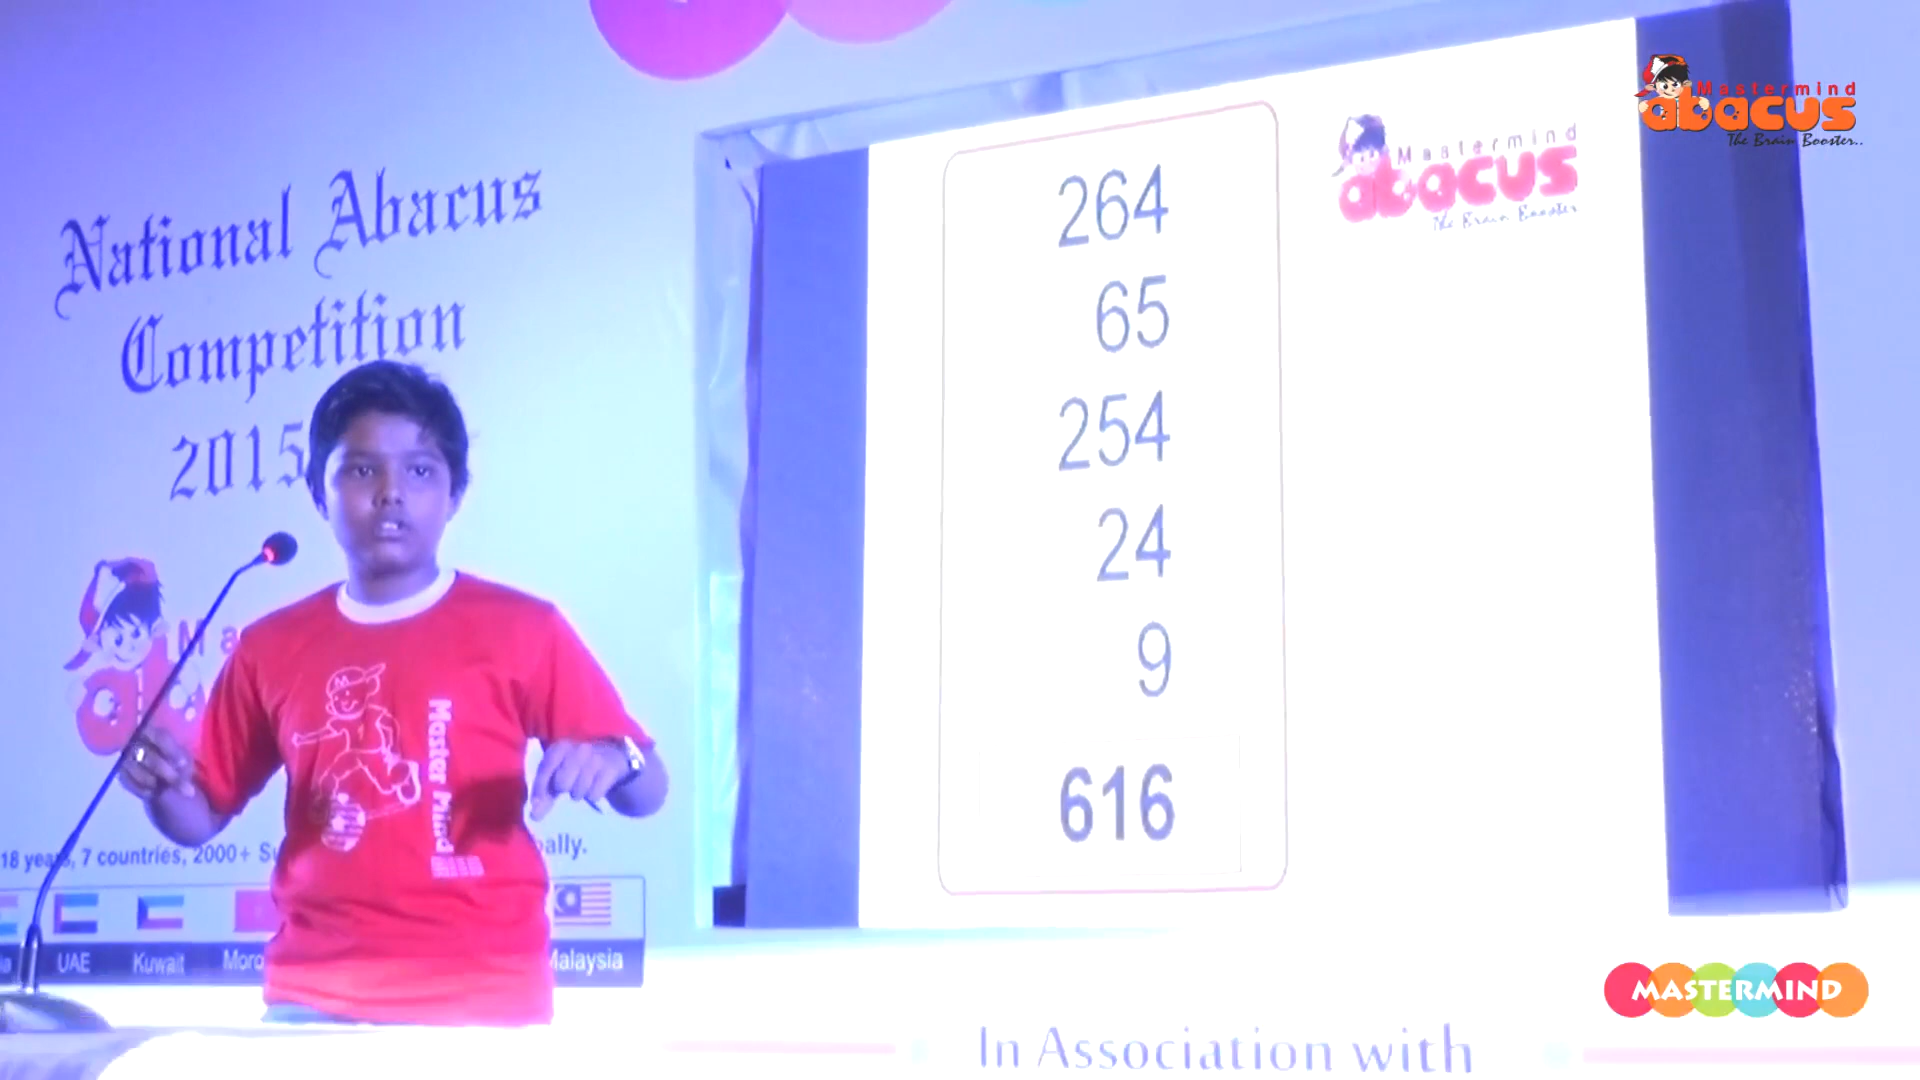 National Abacus
Competition
2015
264
65
254
24
9
616
Mastermind
abacus
The Brain Booster
Mastermind
abacus
The Brain Booster..
Master Mind
18 years, 7 countries, 2000+
ally.
UAE
Kuwait
Moro
Malaysia
MASTERMIND
In Association with